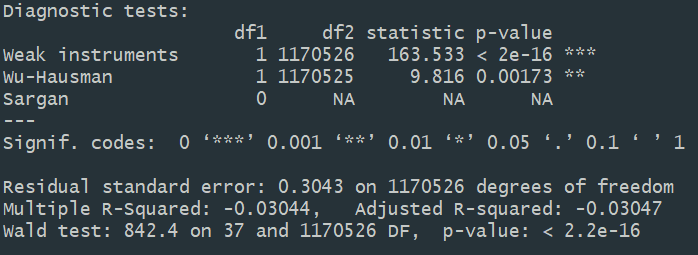 Diagnostic tests:
                     df1     df2 statistic p-value
Weak instruments       1 1170526   163.533 < 2e-16 ***
Wu-Hausman             1 1170525     9.816 0.00173 **
Sargan                 0      NA        NA      NA
---
Signif. codes:  0 ‘***’ 0.001 ‘**’ 0.01 ‘*’ 0.05 ‘.’ 0.1 ‘ ’ 1
Residual standard error: 0.3043 on 1170526 degrees of freedom
Multiple R-Squared: -0.03044,	Adjusted R-squared: -0.03047
Wald test: 842.4 on 37 and 1170526 DF,  p-value: < 2.2e-16